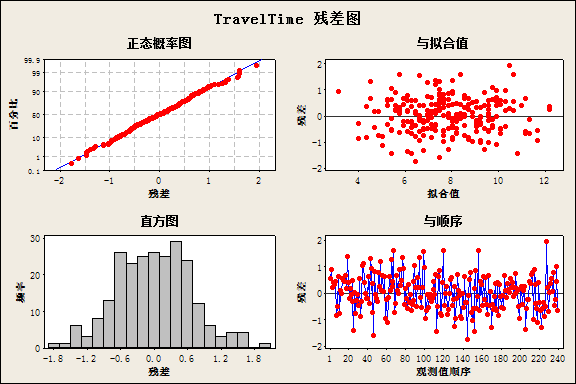 TravelTime 残差图
正态概率图
与拟合值
99.9
99
90
50
10
1
0.1
百分比
-2 -1 0 1 2
残差
2
1
0
-1
-2
残差
4 6 8 10 12
拟合值
直方图
与顺序
30
20
10
0
频率
-1.8 -1.2 -0.6 0.0 0.6 1.2 1.8
残差
2
1
0
-1
-2
残差
1 20 40 60 80 100 120 140 160 180 200 220 240
观测值顺序